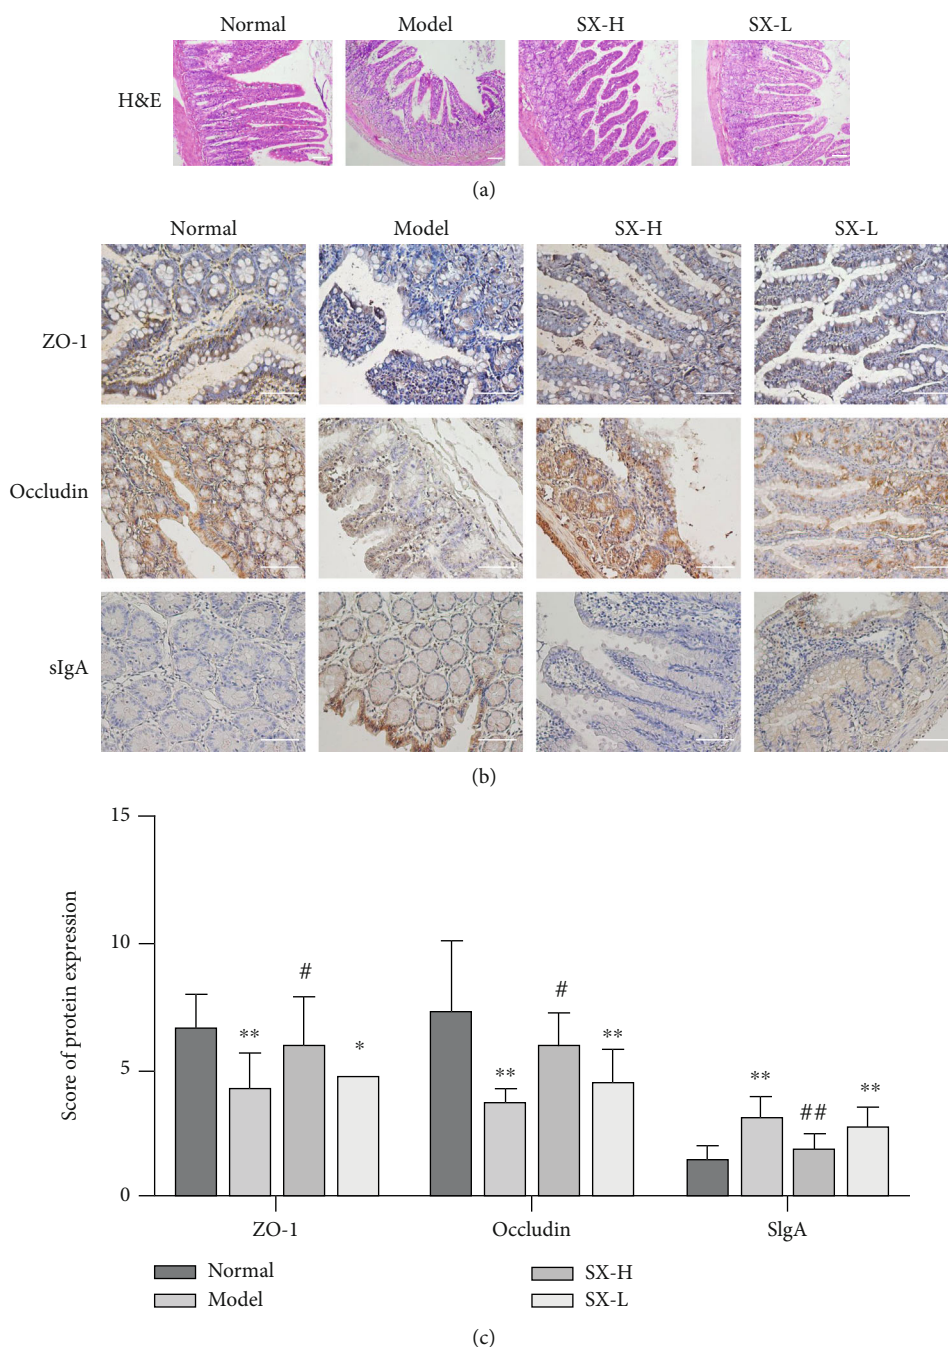 Normal Model SX-H SX-L
H&E
(a)
Normal Model SX-H SX-L
ZO-1
Occludin
sIgA
(b)
15
10
5
0
Score of protein expression
** # *
** # **
** ## **
ZO-1 Occludin SIgA
Normal SX-H
Model SX-L
(c)